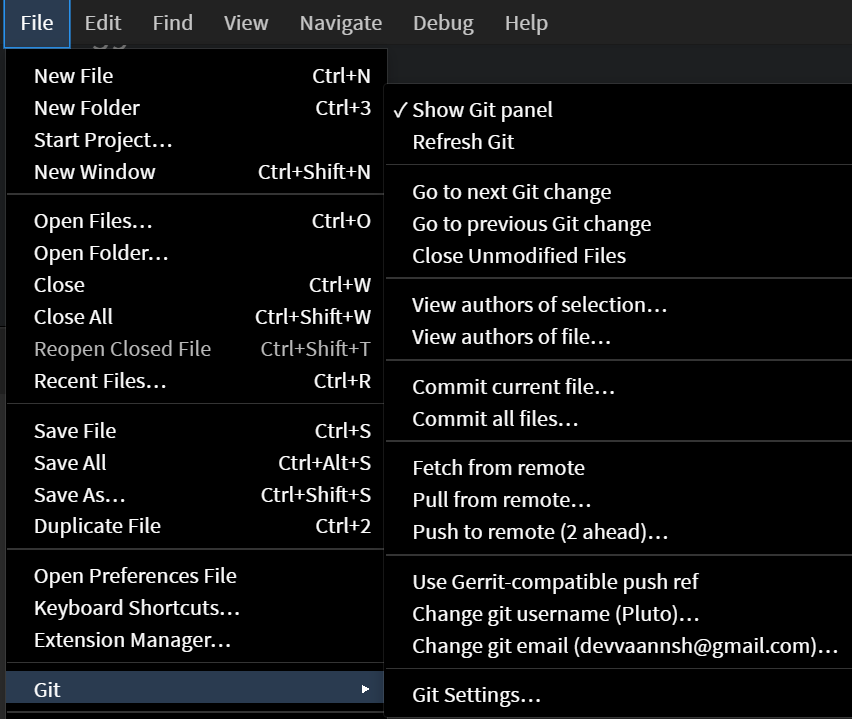 File Edit Find View Navigate Debug Help
New File Ctrl+N
New Folder Ctrl+3
Start Project...
New Window Ctrl+Shift+N
Open Files... Ctrl+O
Open Folder...
Close Ctrl+W
Close All Ctrl+Shift+W
Reopen Closed File Ctrl+Shift+T
Recent Files... Ctrl+R
Save File Ctrl+S
Save All Ctrl+Alt+S
Save As... Ctrl+Shift+S
Duplicate File Ctrl+2
Open Preferences File
Keyboard Shortcuts...
Extension Manager...
Git
✓ Show Git panel
Refresh Git
Go to next Git change
Go to previous Git change
Close Unmodified Files
View authors of selection...
View authors of file...
Commit current file...
Commit all files...
Fetch from remote
Pull from remote...
Push to remote (2 ahead)...
Use Gerrit-compatible push ref
Change git username (Pluto)...
Change git email (devvaannsh@gmail.com)...
Git Settings...